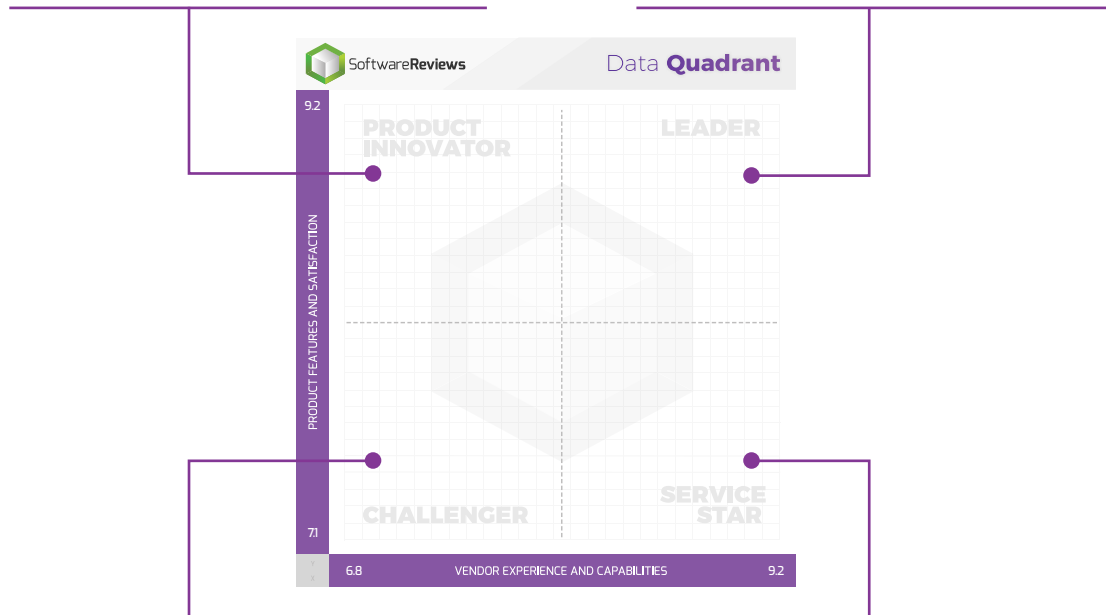 SoftwareReviews
Data Quadrant
9.2
PRODUCT
INNOVATOR
LEADER
PRODUCT FEATURES AND SATISFACTION
CHALLENGER
SERVICE
STAR
7.1
Y
X
6.8
VENDOR EXPERIENCE AND CAPABILITIES
9.2